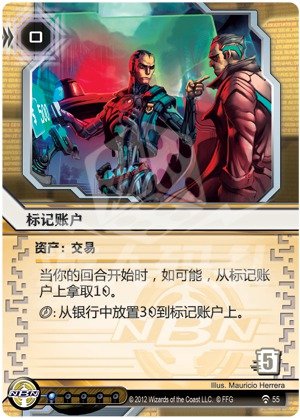 0
标记账户
资产：交易
当你的回合开始时，如可能，从标记账
户上拿取1。
：从银行中放置3到标记账户上。
5
NBN
Illus. Mauricio Herrera
NBN
© 2012 Wizards of the Coast LLC. © FFG
55